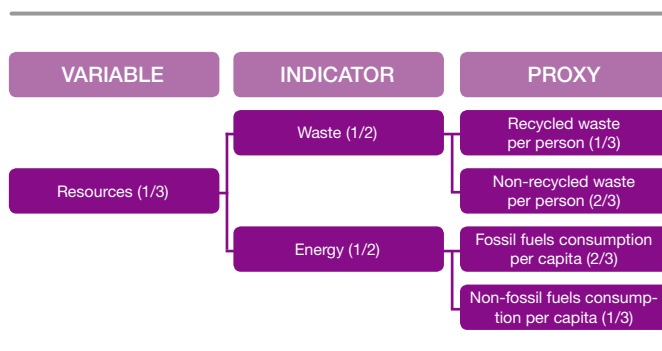 VARIABLE
INDICATOR
PROXY
Resources (1/3)
Waste (1/2)
Recycled waste
per person (1/3)
Non-recycled waste
per person (2/3)
Energy (1/2)
Fossil fuels consumption
per capita (2/3)
Non-fossil fuels consump-
tion per capita (1/3)